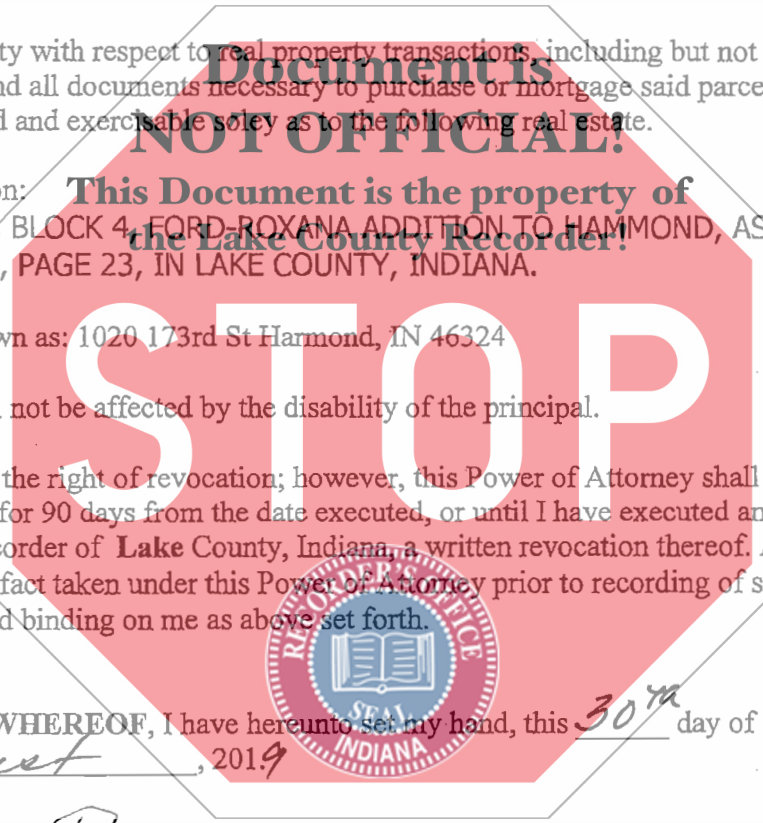 ty with respect to real property transactions, including but not
Document is
nd all documents necessary to purchase or mortgage said parce
d and exercisable soley as to the following real estate.
NOT OFFICIAL!
on:
This Document is the property of
BLOCK 4, FORD-ROXANA ADDITION TO HAMMOND, AS
the Lake County Recorder!
, PAGE 23, IN LAKE COUNTY, INDIANA.
STOP
wn as: 1020 173rd St Harmond, IN 46324
not be affected by the disability of the principal.
the right of revocation; however, this Power of Attorney shall
for 90 days from the date executed, or until I have executed an
corder of Lake County, Indiana, a written revocation thereof.
fact taken under this Power of Attorney prior to recording of s
d binding on me as above set forth.
RECORDER'S OFFICE
SEAL
INDIANA
WHEREOF, I have hereunto set my hand, this 30th day of
ust, 2019